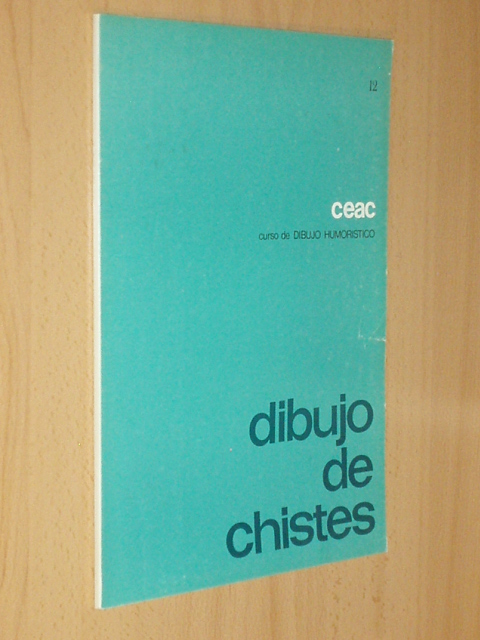 12
ceac
curso de DIBUJO HUMORISTICO
dibujo
de
chistes